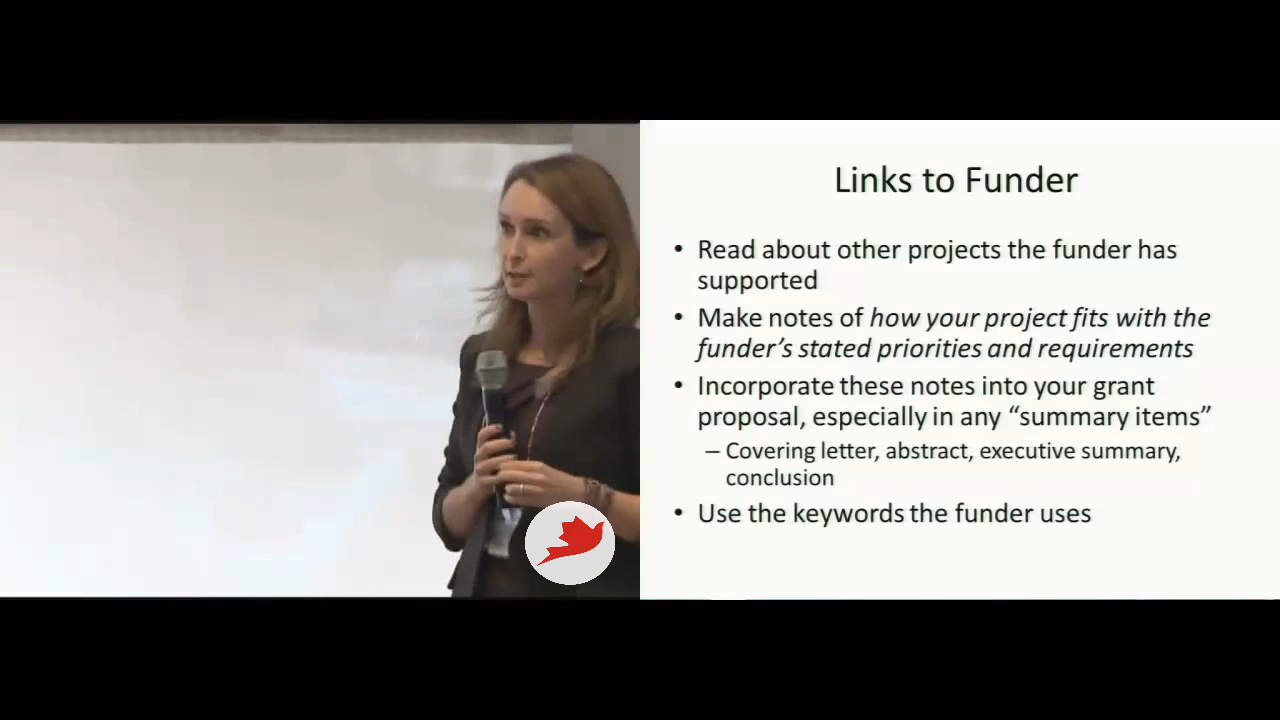 Links to Funder
• Read about other projects the funder has
supported
• Make notes of how your project fits with the
funder’s stated priorities and requirements
• Incorporate these notes into your grant
proposal, especially in any “summary items”
– Covering letter, abstract, executive summary,
conclusion
• Use the keywords the funder uses